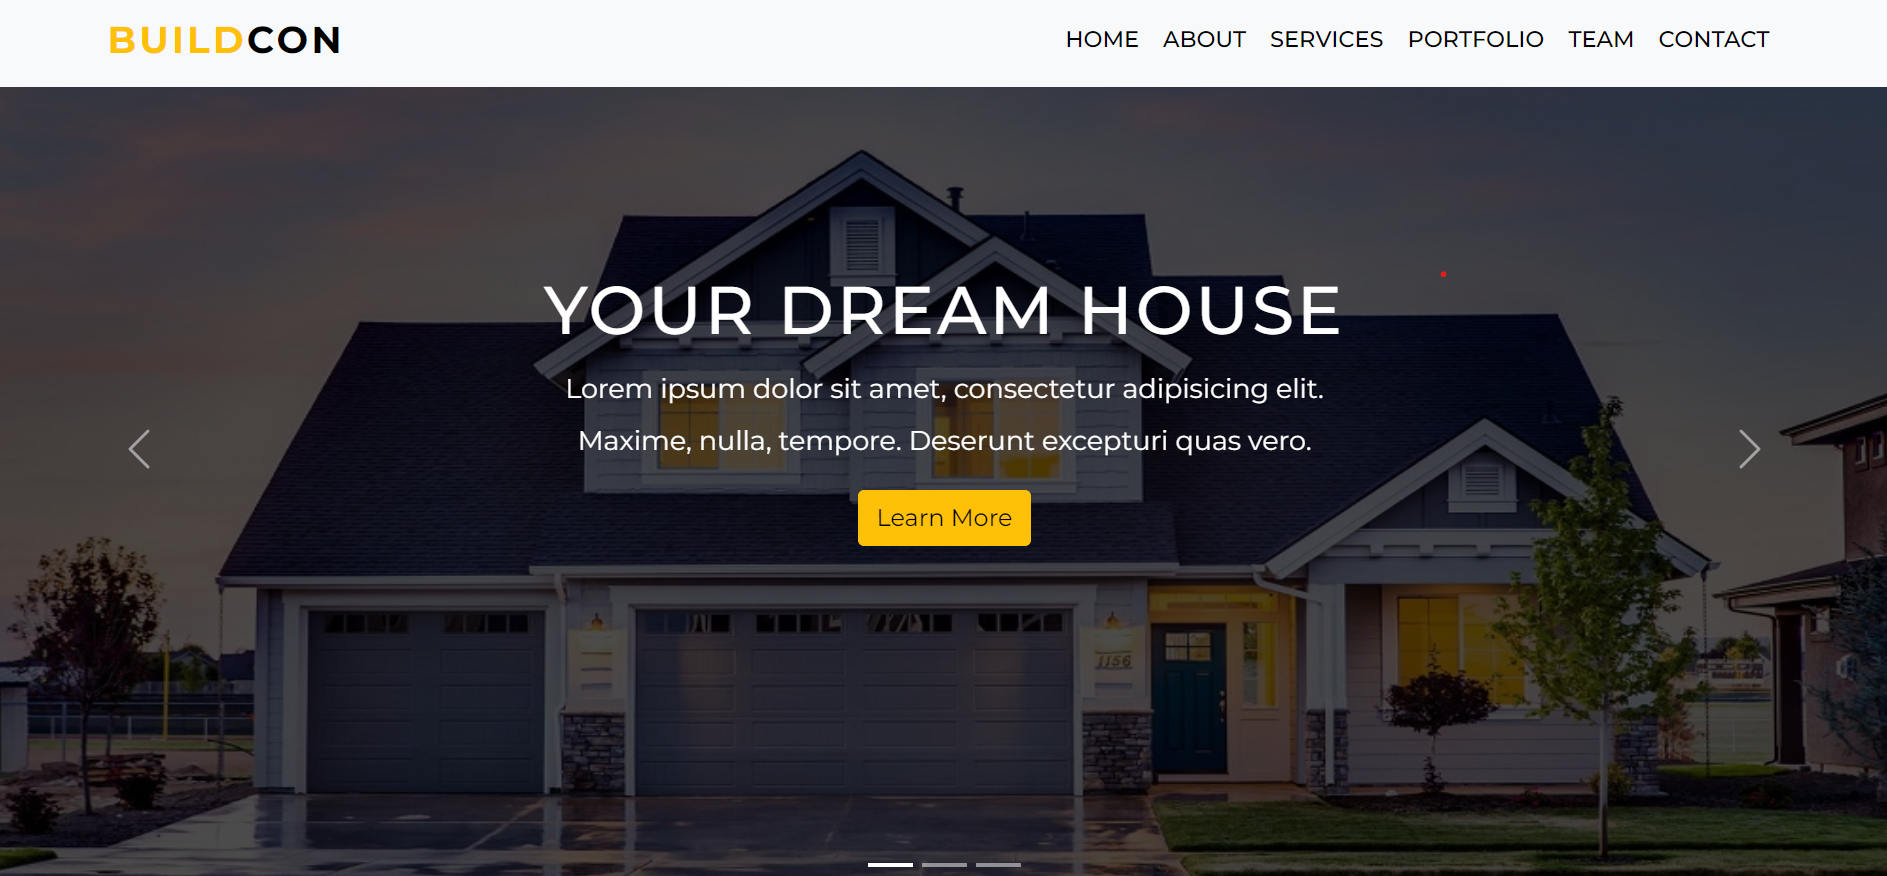 BUILDCON
HOME ABOUT SERVICES PORTFOLIO TEAM CONTACT
YOUR DREAM HOUSE
Lorem ipsum dolor sit amet, consectetur adipisicing elit.
Maxime, nulla, tempore. Deserunt excepturi quas vero.
Learn More
1156